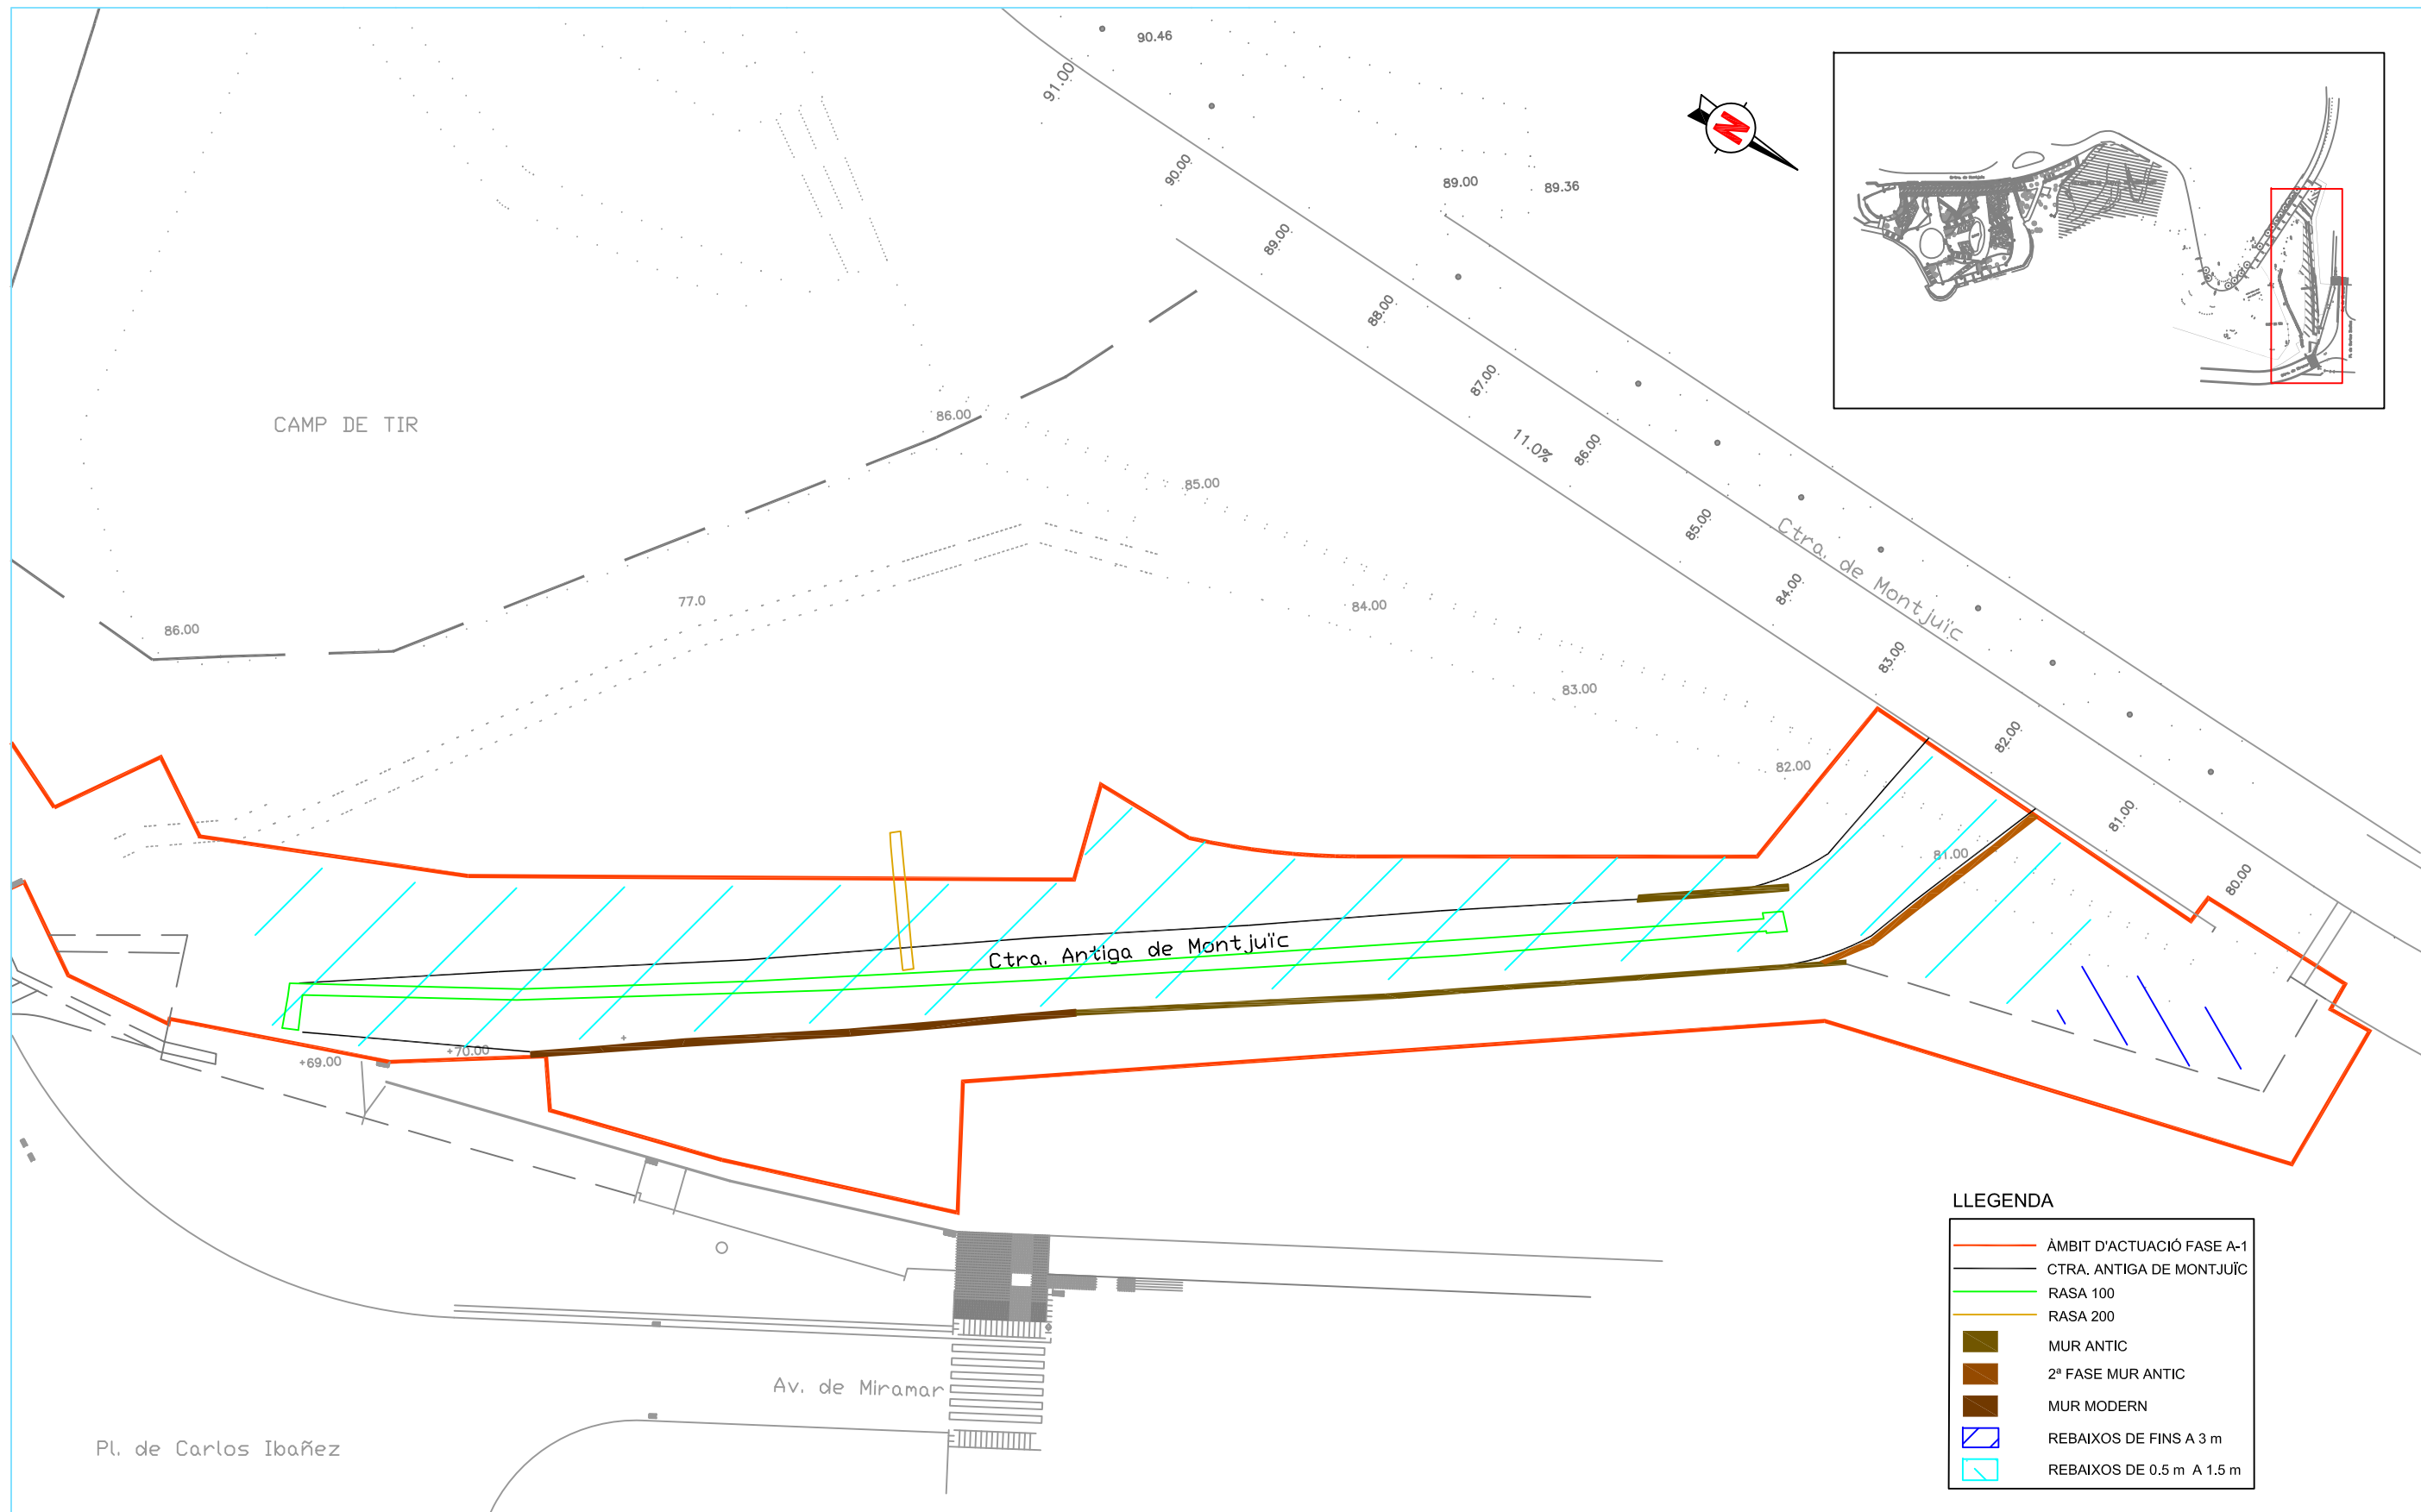 90.46
91.00
90.00
89.00
89.36
89.00
88.00
87.00
11.0%
86.00
85.00
84.00
83.00
82.00
81.00
80.00
Ctra. de Montjuïc
N
CAMP DE TIR
86.00
85.00
77.0
84.00
86.00
83.00
82.00
81.00
Ctra. Antiga de Montjuïc
+70.00
+69.00
+
Av. de Miramar
Pl. de Carlos Ibañez
LLEGENDA
ÀMBIT D'ACTUACIÓ FASE A-1
CTRA. ANTIGA DE MONTJUÏC
RASA 100
RASA 200
MUR ANTIC
2ª FASE MUR ANTIC
MUR MODERN
REBAIXOS DE FINS A 3 m
REBAIXOS DE 0.5 m A 1.5 m